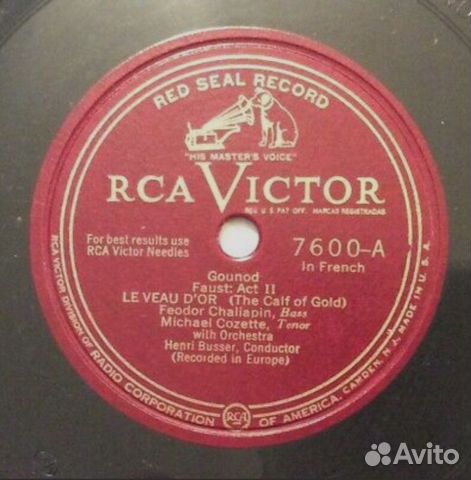 RED SEAL RECORD
"HIS MASTER'S VOICE"
RCA VICTOR
REG. U.S. PAT. OFF. MARCAS REGISTRADAS
For best results use
RCA Victor Needles
7600-A
In French
Gounod
Faust: Act II
LE VEAU D'OR (The Calf of Gold)
Feodor Chaliapin, Bass
Michael Cozette, Tenor
with Orchestra
Henri Busser, Conductor
(Recorded in Europe)
RCA VICTOR DIVISION OF RADIO CORPORATION OF AMERICA, CAMDEN, N.J. MADE IN U.S.A.
RCA
Avito